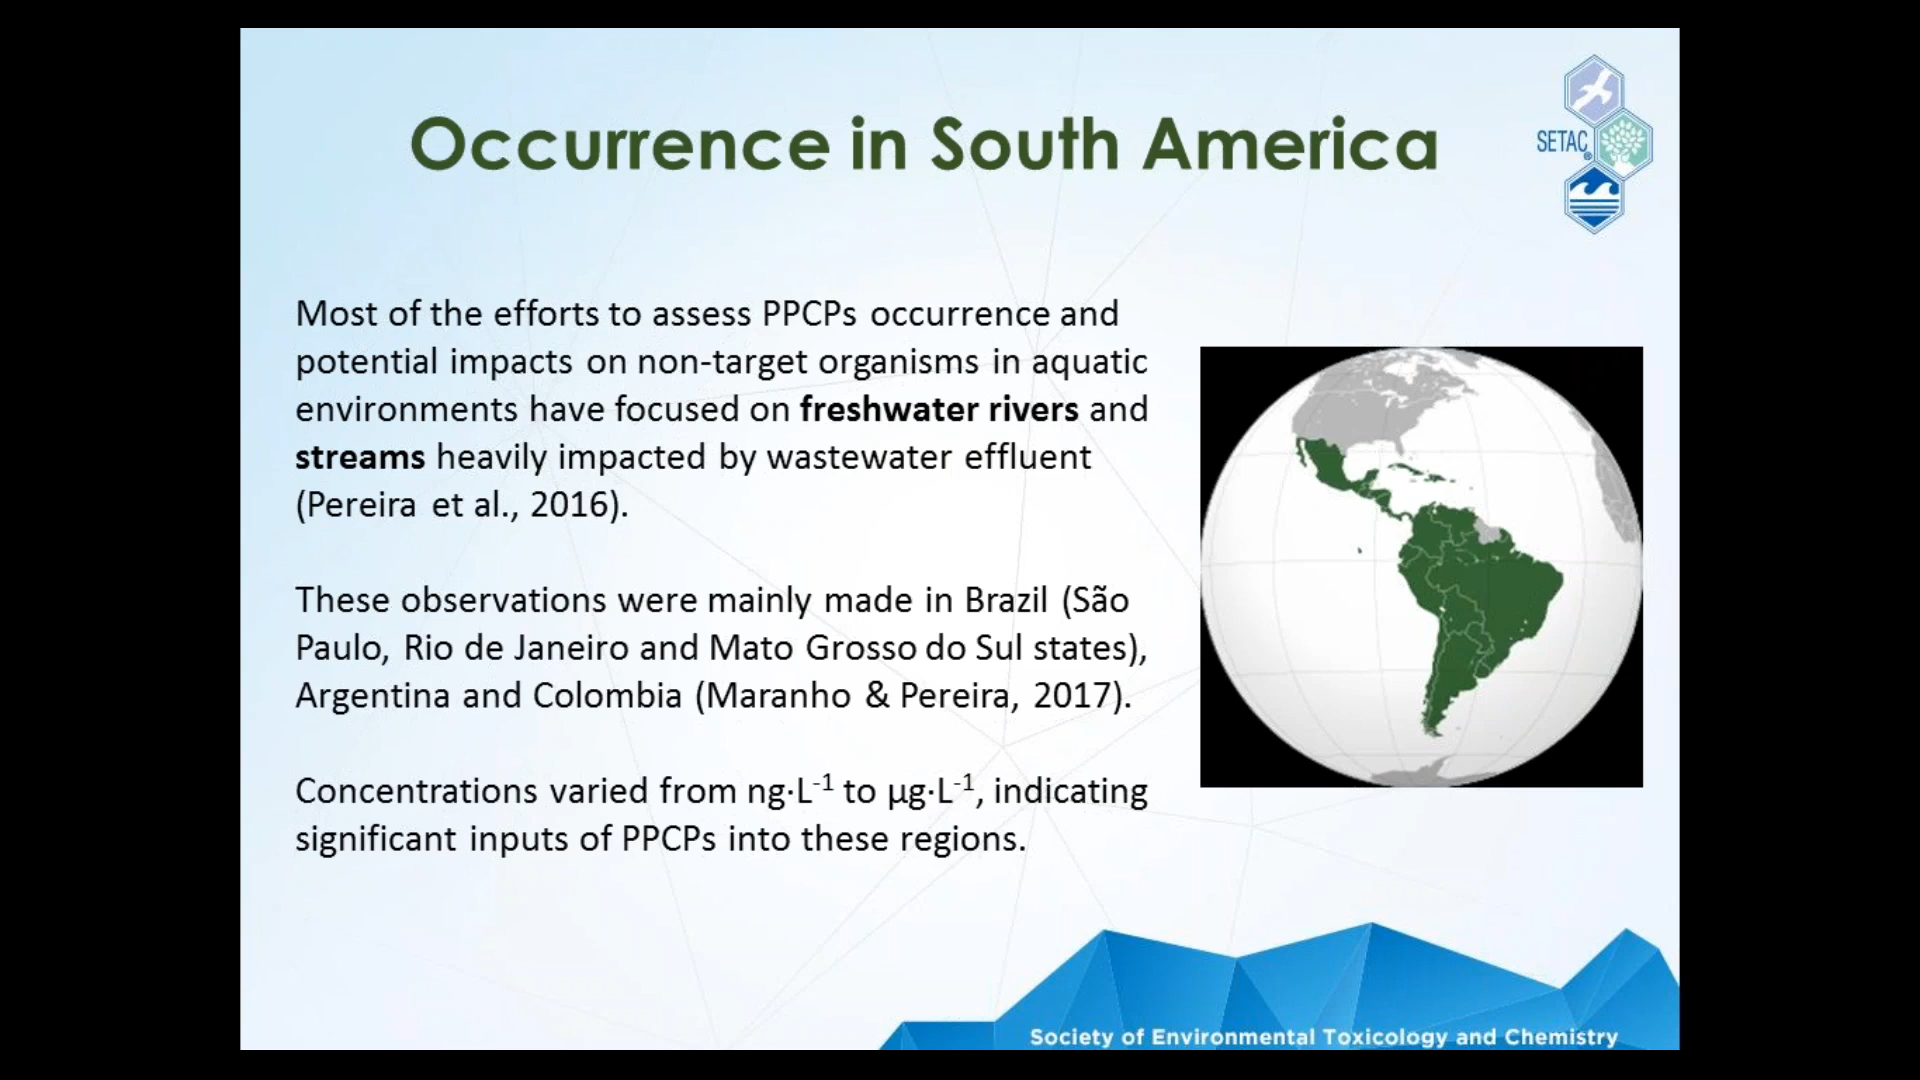 Occurrence in South America
SETAC®
Most of the efforts to assess PPCPs occurrence and
potential impacts on non-target organisms in aquatic
environments have focused on freshwater rivers and
streams heavily impacted by wastewater effluent
(Pereira et al., 2016).
These observations were mainly made in Brazil (São
Paulo, Rio de Janeiro and Mato Grosso do Sul states),
Argentina and Colombia (Maranho & Pereira, 2017).
Concentrations varied from ng·L⁻¹ to µg·L⁻¹, indicating
significant inputs of PPCPs into these regions.
Society of Environmental Toxicology and Chemistry